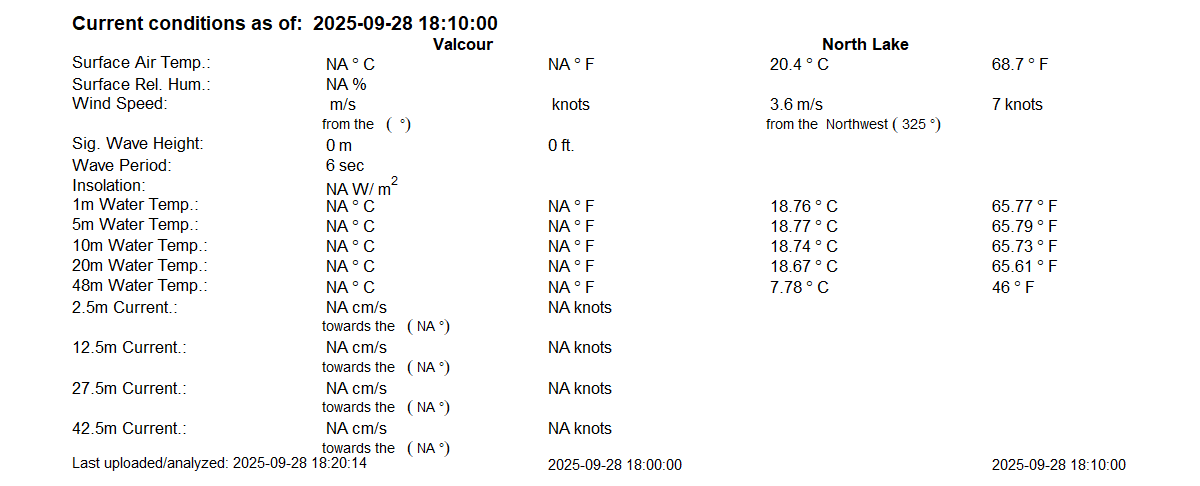 Current conditions as of: 2025-09-28 18:10:00
Valcour North Lake
Surface Air Temp.: NA ° C NA ° F 20.4 ° C 68.7 ° F
Surface Rel. Hum.: NA %
Wind Speed: m/s knots 3.6 m/s 7 knots
from the ( °) from the Northwest ( 325 °)
Sig. Wave Height: 0 m 0 ft.
Wave Period: 6 sec
Insolation: NA W/ m2
1m Water Temp.: NA ° C NA ° F 18.76 ° C 65.77 ° F
5m Water Temp.: NA ° C NA ° F 18.77 ° C 65.79 ° F
10m Water Temp.: NA ° C NA ° F 18.74 ° C 65.73 ° F
20m Water Temp.: NA ° C NA ° F 18.67 ° C 65.61 ° F
48m Water Temp.: NA ° C NA ° F 7.78 ° C 46 ° F
2.5m Current.: NA cm/s NA knots
towards the ( NA °)
12.5m Current.: NA cm/s NA knots
towards the ( NA °)
27.5m Current.: NA cm/s NA knots
towards the ( NA °)
42.5m Current.: NA cm/s NA knots
towards the ( NA °)
Last uploaded/analyzed: 2025-09-28 18:20:14 2025-09-28 18:00:00 2025-09-28 18:10:00